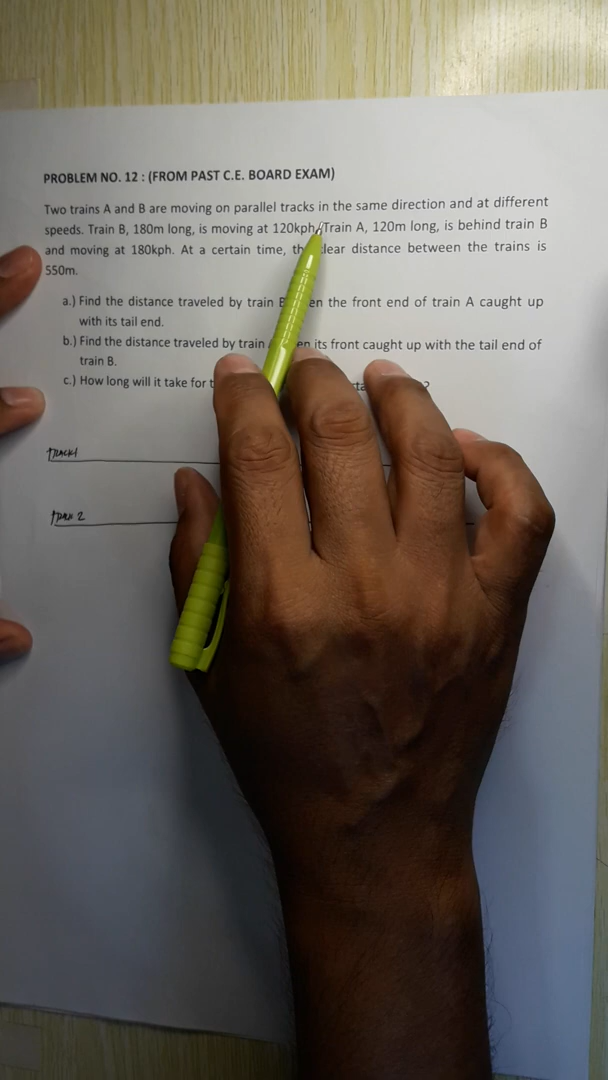 PROBLEM NO. 12 : (FROM PAST C.E. BOARD EXAM)
Two trains A and B are moving on parallel tracks in the same direction and at different
speeds. Train B, 180m long, is moving at 120kph. Train A, 120m long, is behind train B
and moving at 180kph. At a certain time, the clear distance between the trains is
550m.
a.) Find the distance traveled by train B when the front end of train A caught up
with its tail end.
b.) Find the distance traveled by train its front caught up with the tail end of
train B.
c.) How long will it take for ?
TRACK 1
TRACK 2